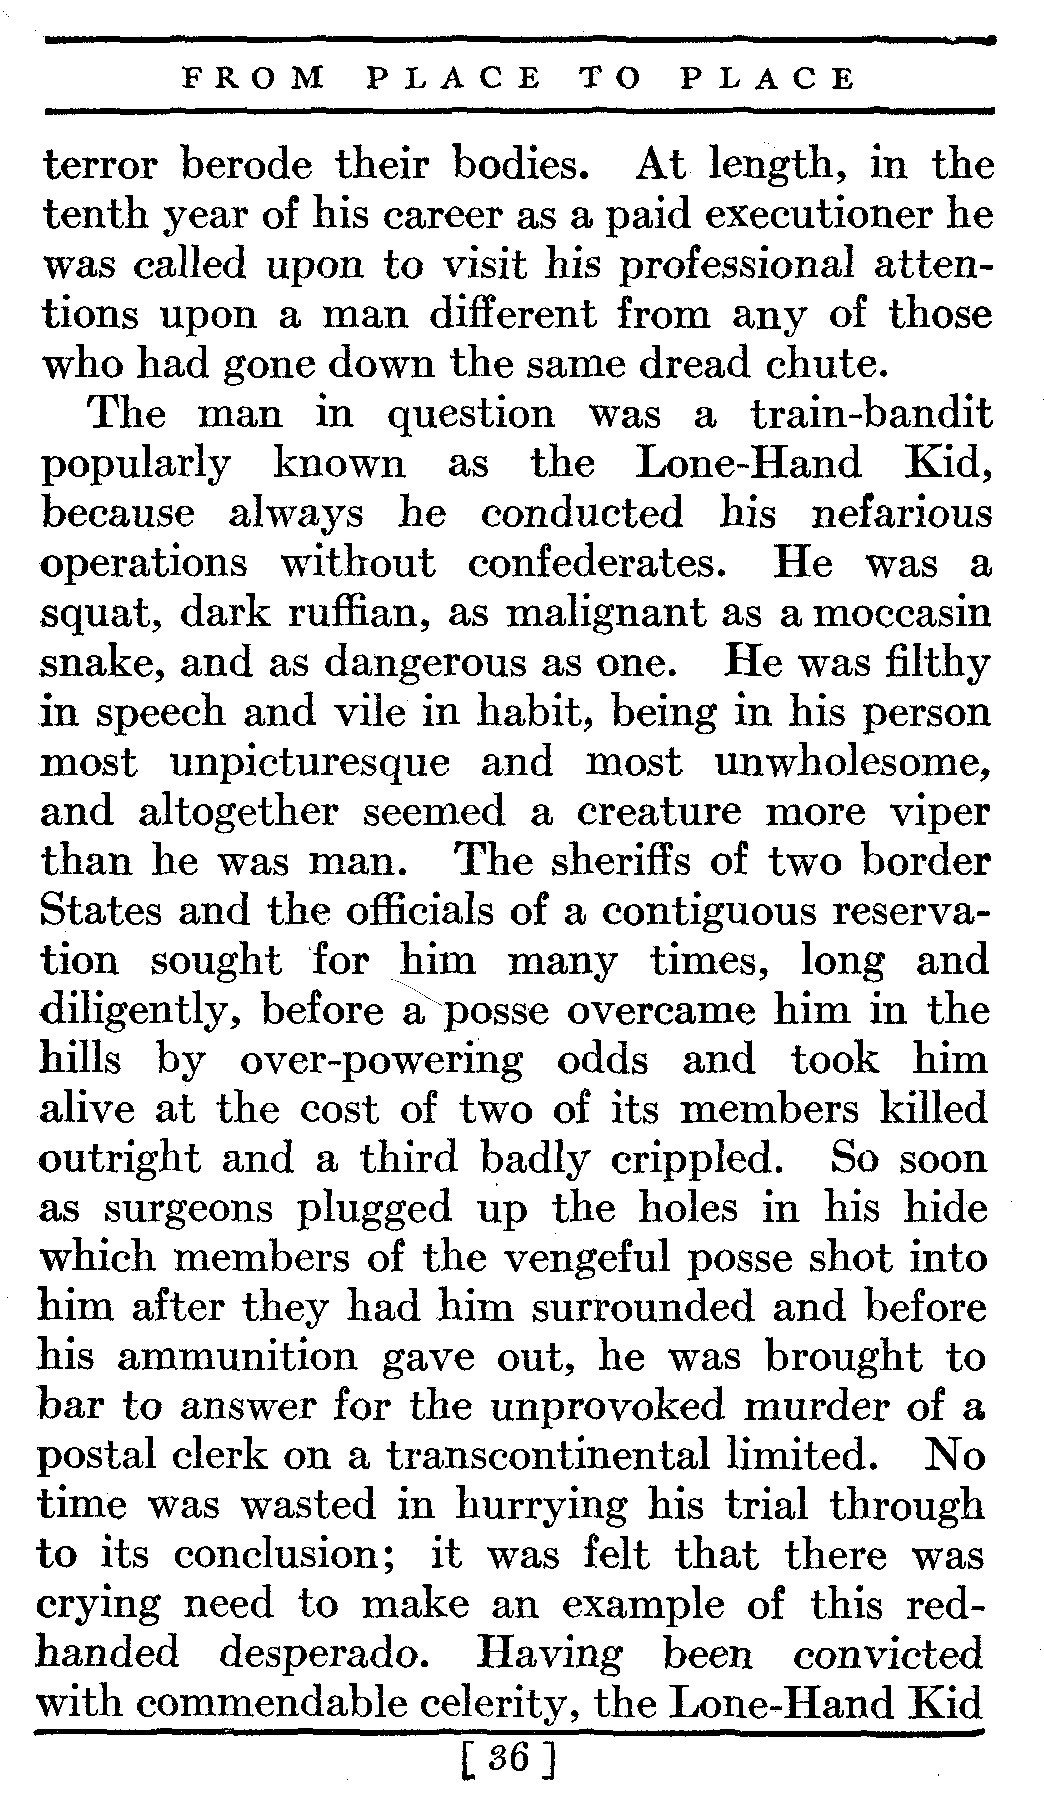 FROM PLACE TO PLACE
terror berode their bodies. At length, in the
tenth year of his career as a paid executioner he
was called upon to visit his professional atten-
tions upon a man different from any of those
who had gone down the same dread chute.
The man in question was a train-bandit
popularly known as the Lone-Hand Kid,
because always he conducted his nefarious
operations without confederates. He was a
squat, dark ruffian, as malignant as a moccasin
snake, and as dangerous as one. He was filthy
in speech and vile in habit, being in his person
most unpicturesque and most unwholesome,
and altogether seemed a creature more viper
than he was man. The sheriffs of two border
States and the officials of a contiguous reserva-
tion sought for him many times, long and
diligently, before a posse overcame him in the
hills by over-powering odds and took him
alive at the cost of two of its members killed
outright and a third badly crippled. So soon
as surgeons plugged up the holes in his hide
which members of the vengeful posse shot into
him after they had him surrounded and before
his ammunition gave out, he was brought to
bar to answer for the unprovoked murder of a
postal clerk on a transcontinental limited. No
time was wasted in hurrying his trial through
to its conclusion; it was felt that there was
crying need to make an example of this red-
handed desperado. Having been convicted
with commendable celerity, the Lone-Hand Kid
[ 36 ]